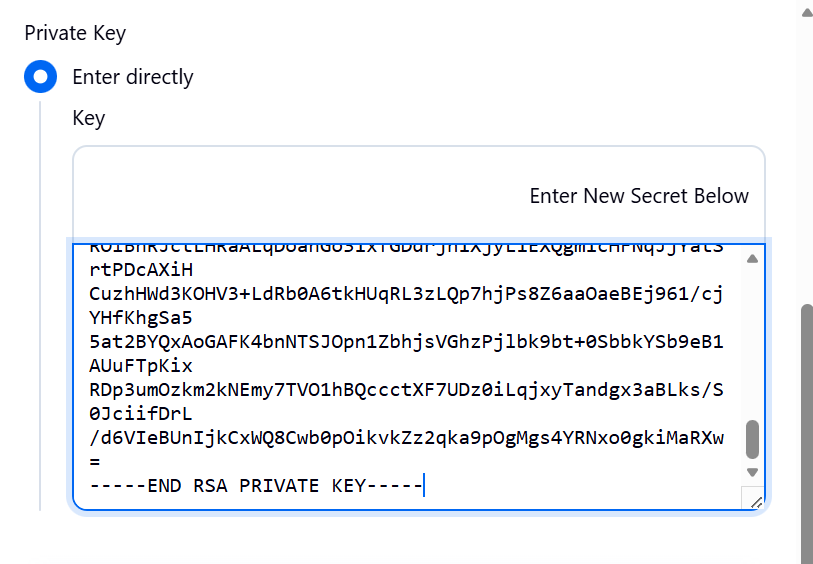 Private Key
Enter directly
Key
Enter New Secret Below
rtPDcAXiH
CuzhHWd3KOHV3+LdRb0A6tkHUqRL3zLQp7hjPs8Z6aaOaeBEj961/cj
YHfKhgSa5
5at2BYQxAoGAFK4bnNTSJOpn1ZbhjsVGhzPjlbk9bt+0SbbkYSb9eB1
AUuFTpKix
RDp3umOzkm2kNEmy7TVO1hBQccctXF7UDz0iLqjxyTandgx3aBLks/S
0JciifDrL
/d6VIeBUnIjkCxWQ8Cwb0pOikvkZz2qka9pOgMgs4YRNxo0gkiMaRXw
=
-----END RSA PRIVATE KEY-----